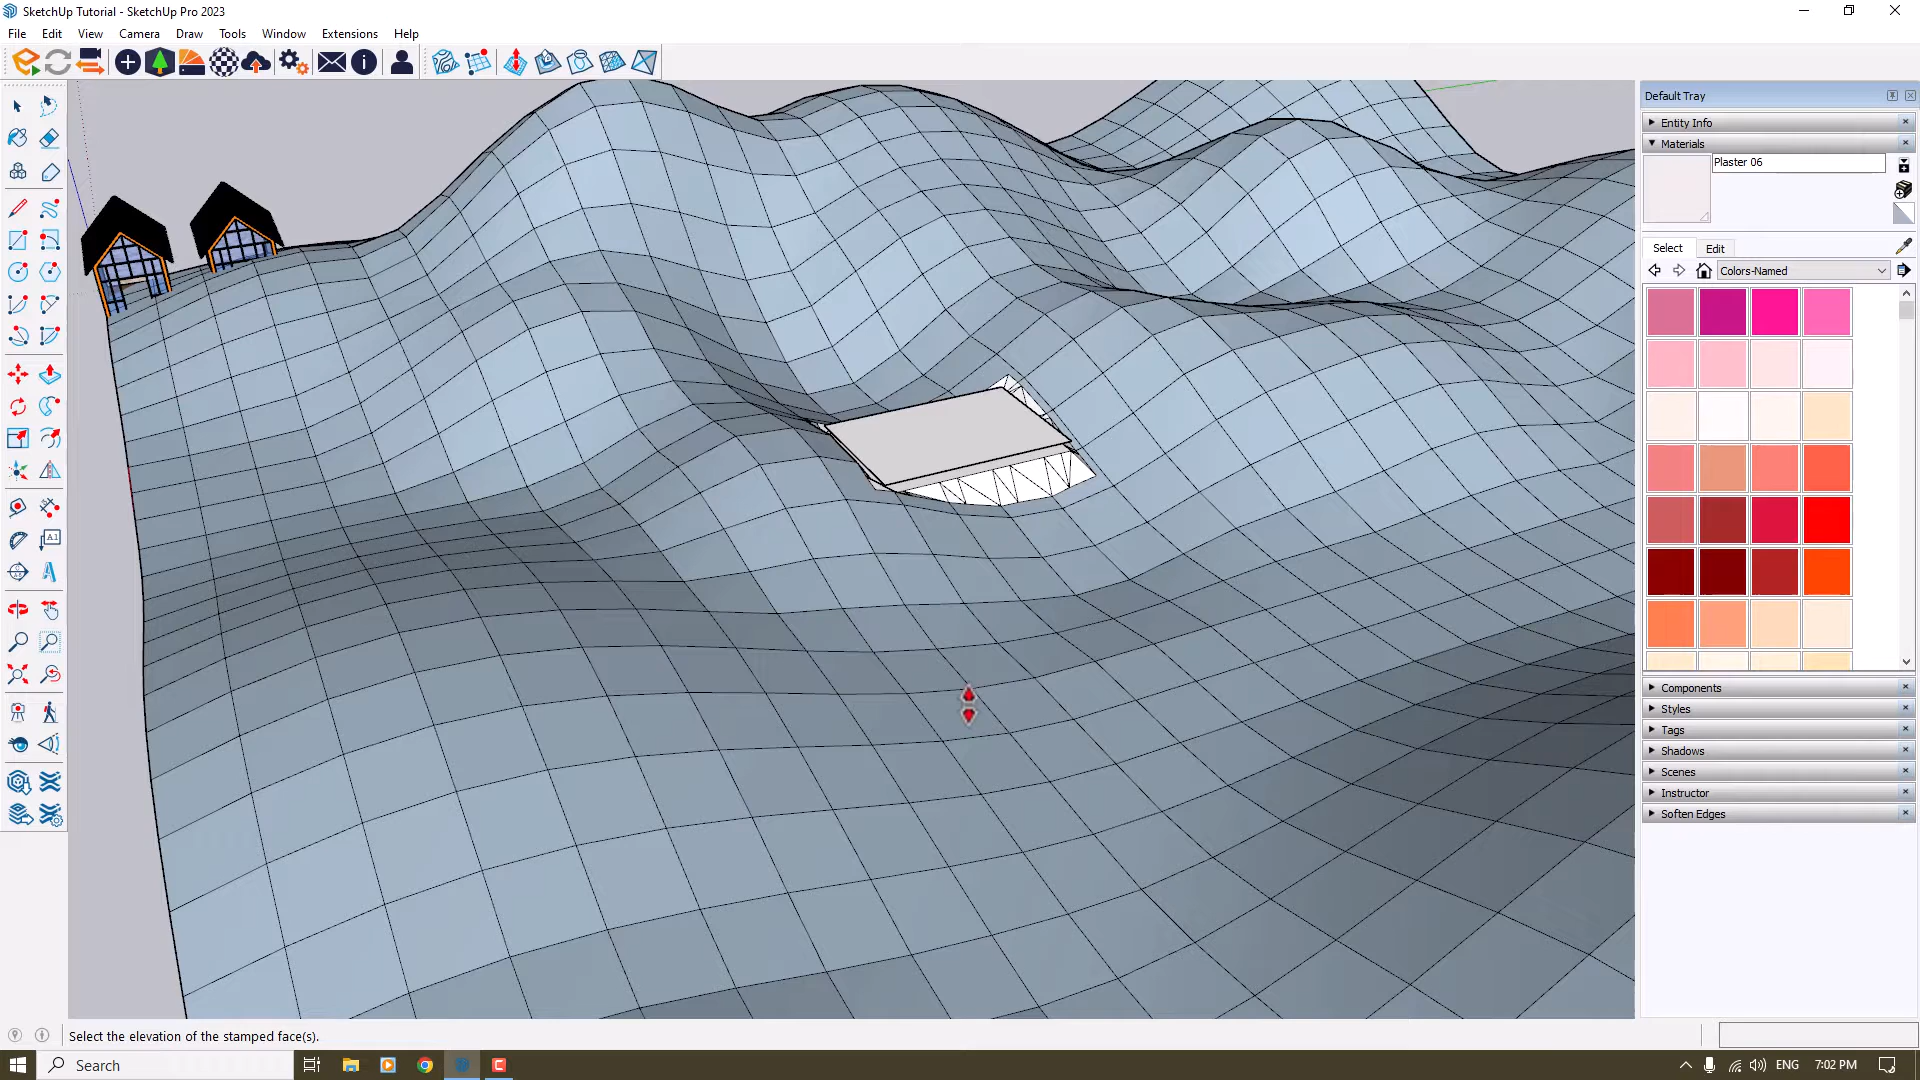 SketchUp Tutorial - SketchUp Pro 2023
File Edit View Camera Draw Tools Window Extensions Help
Default Tray
Entity Info
Materials
Plaster 06
Select Edit
Colors-Named
Components
Styles
Tags
Shadows
Scenes
Instructor
Soften Edges
A1
Select the elevation of the stamped face(s).
Search
ENG
7:02 PM